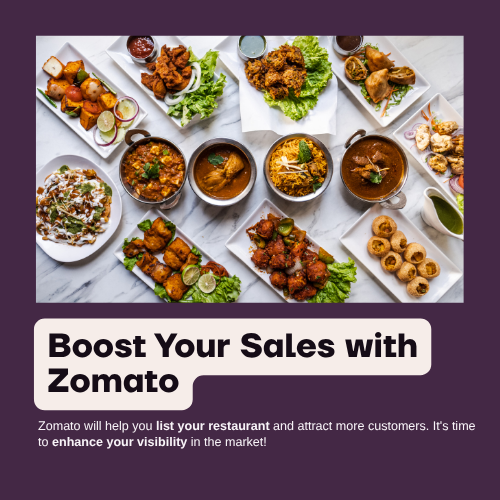 Boost Your Sales with
Zomato
Zomato will help you list your restaurant and attract more customers. It's time
to enhance your visibility in the market!